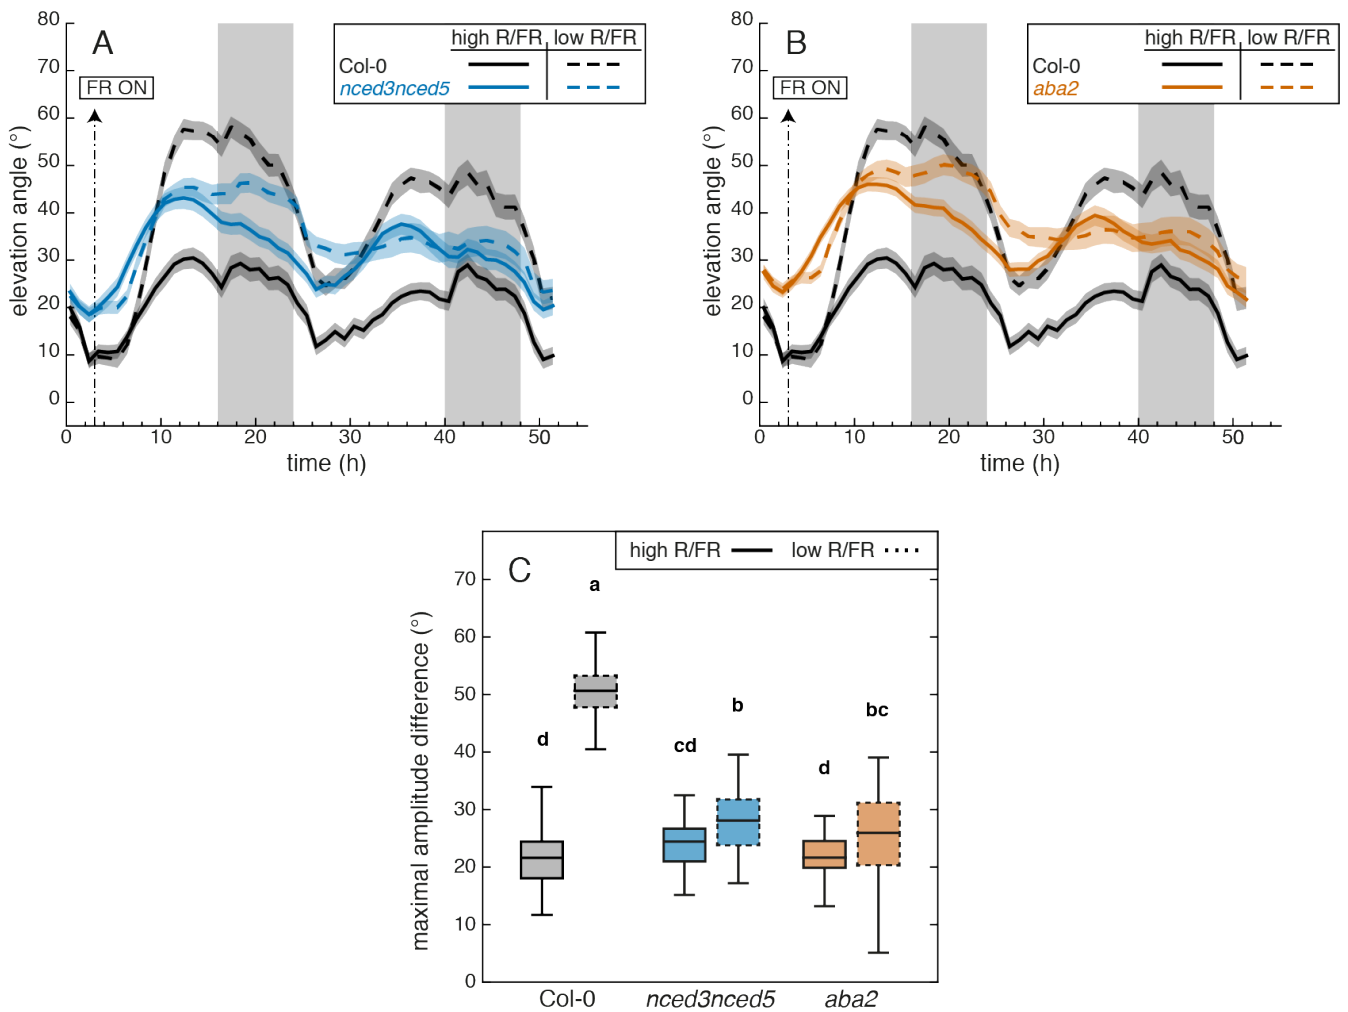 A
high R/FR low R/FR
Col-0
nced3nced5
FR ON
elevation angle (°)
80
70
60
50
40
30
20
10
0
0 10 20 30 40 50
time (h)
B
high R/FR low R/FR
Col-0
aba2
FR ON
elevation angle (°)
80
70
60
50
40
30
20
10
0
0 10 20 30 40 50
time (h)
C
high R/FR low R/FR
maximal amplitude difference (°)
70
60
50
40
30
20
10
0
a
d
b
cd
bc
d
Col-0 nced3nced5 aba2